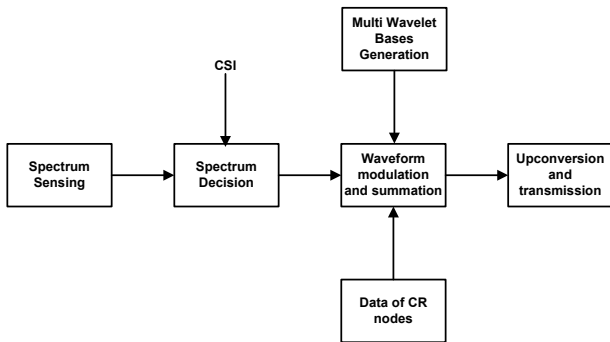 Multi Wavelet
Bases
Generation
CSI
Spectrum
Sensing
Spectrum
Decision
Waveform
modulation
and summation
Upconversion
and
transmission
Data of CR
nodes